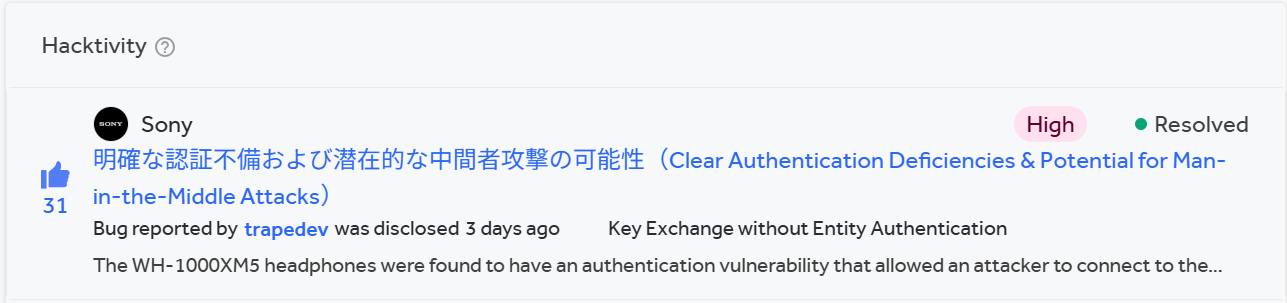 Hacktivity
SONY
Sony
High
Resolved
明確な認証不備および潜在的な中間者攻撃の可能性（Clear Authentication Deficiencies & Potential for Man-
in-the-Middle Attacks）
31
Bug reported by trapedev was disclosed 3 days ago
Key Exchange without Entity Authentication
The WH-1000XM5 headphones were found to have an authentication vulnerability that allowed an attacker to connect to the...